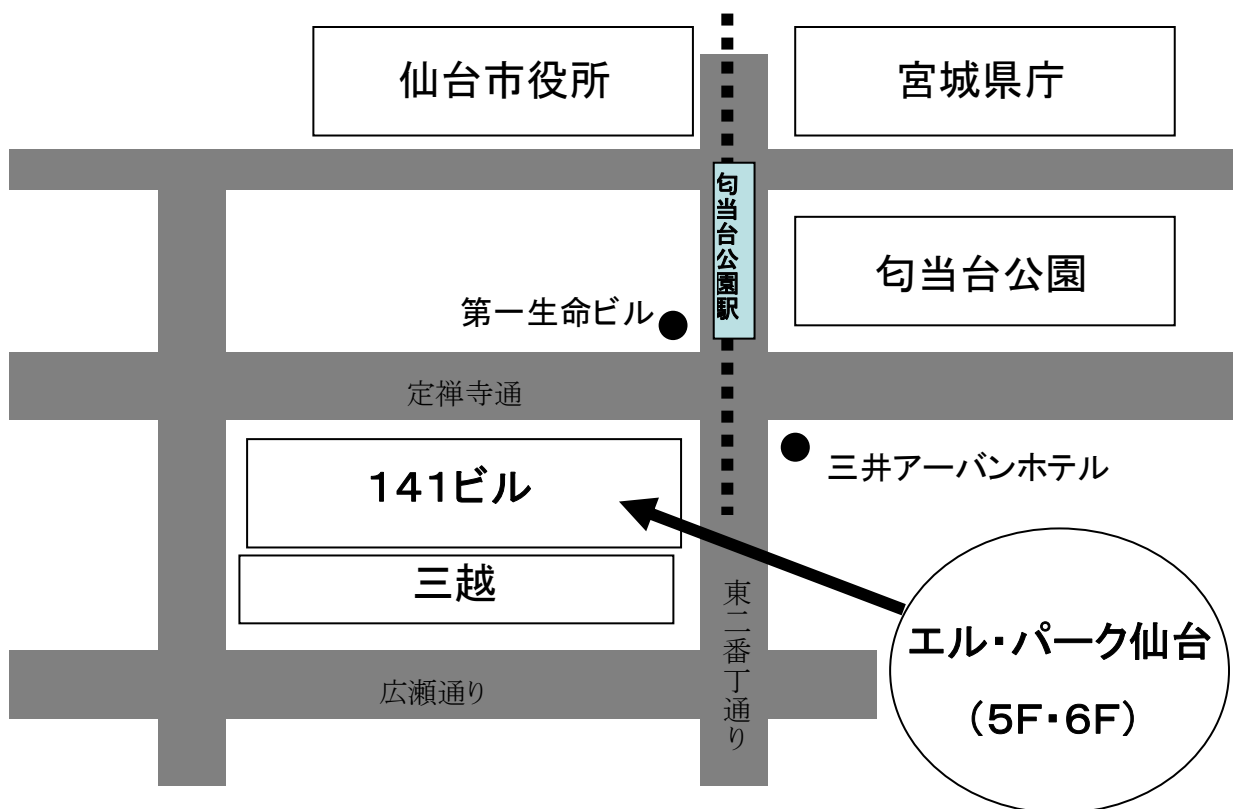 仙台市役所
宮城県庁
匂当台公園駅
匂当台公園
第一生命ビル
定禅寺通
141ビル
三井アーバンホテル
三越
東二番丁通り
エル・パーク仙台
(5F・6F)
広瀬通り